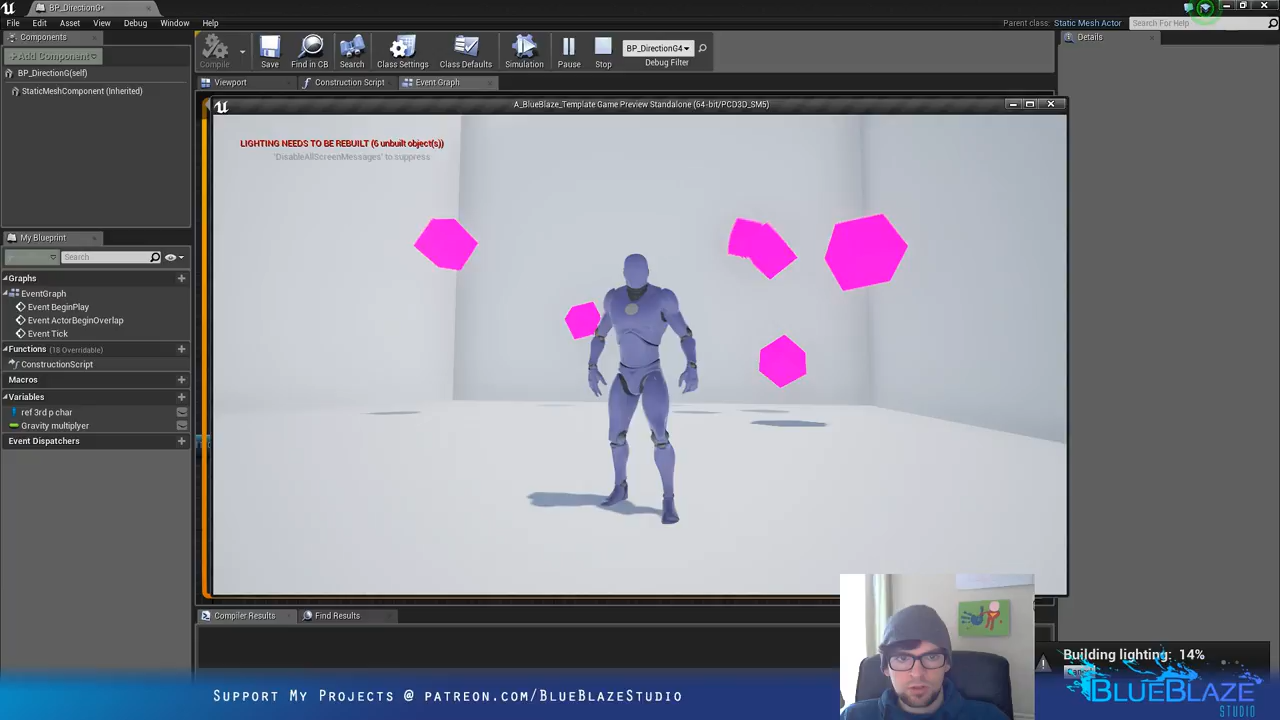 BP_DirectionG*
File Edit Asset View Debug Window Help
Parent class: Static Mesh Actor
Search For Help
Components
+Add Component
BP_DirectionG(self)
StaticMeshComponent (Inherited)
Compile
Save
Find in CB
Search
Class Settings
Class Defaults
Simulation
Pause
Stop
BP_DirectionG4
Debug Filter
Details
Viewport
Construction Script
Event Graph
A_BlueBlaze_Template Game Preview Standalone (64-bit/PCD3D_SM5)
LIGHTING NEEDS TO BE REBUILT (6 unbuilt object(s))
'DisableAllScreenMessages' to suppress
My Blueprint
Search
Graphs
EventGraph
Event BeginPlay
Event ActorBeginOverlap
Event Tick
Functions (18 Overridable)
ConstructionScript
Macros
Variables
ref 3rd p char
Gravity multiplyer
Event Dispatchers
Compiler Results
Find Results
Building lighting: 14%
Support My Projects @ patreon.com/BlueBlazeStudio
BlueBlaze
STUDIO